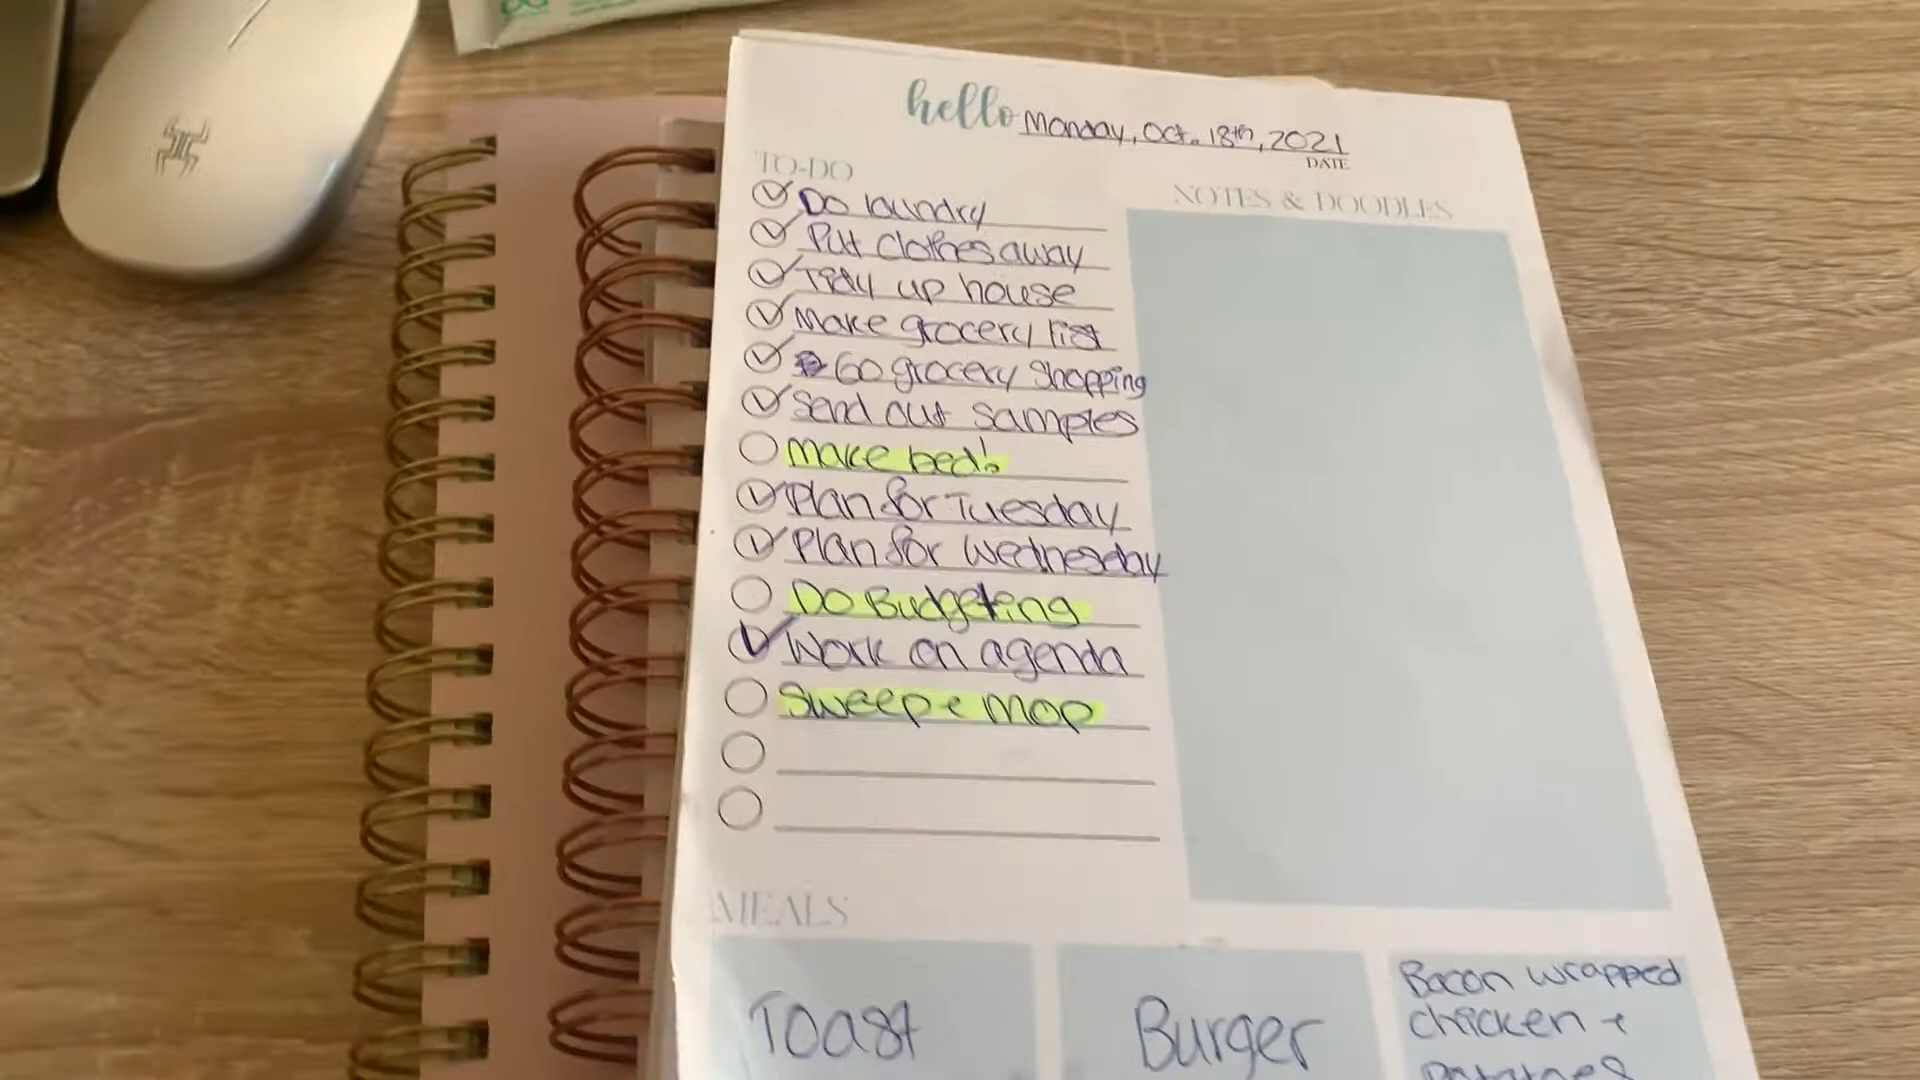 hello Monday, Oct. 18th, 2021
DATE
TO-DO
Do laundry
Put clothes away
Tidy up house
Make grocery list
Go grocery shopping
Send out samples
Make bed!
Plan for Tuesday
Plan for Wednesday
Do Budgeting
Work on agenda
Sweep & mop
NOTES & DOODLES
MEALS
Toast
Burger
Bacon wrapped
chicken +
potatoes